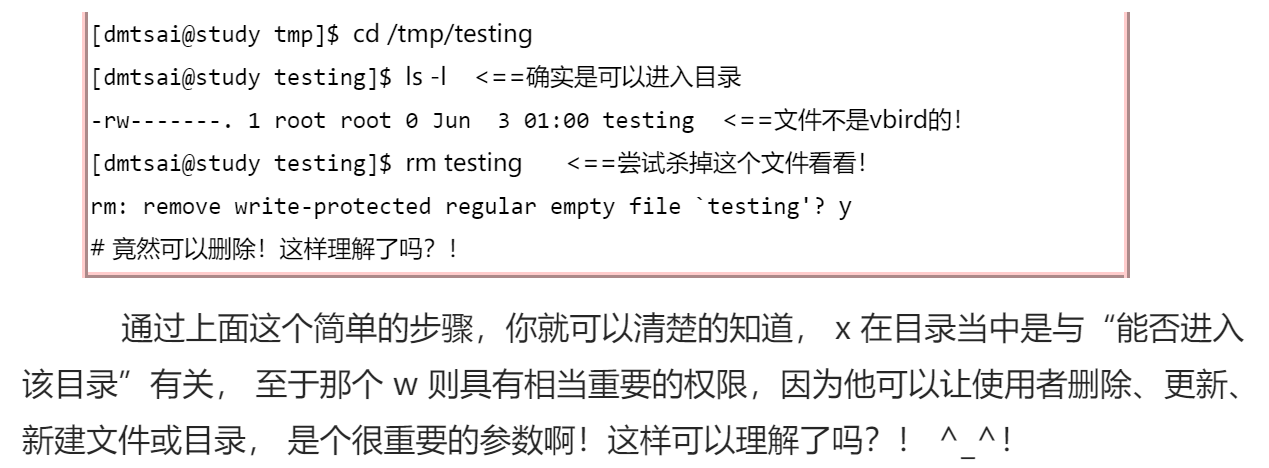 [dmtsai@study tmp]$ cd /tmp/testing
[dmtsai@study testing]$ ls -l <==确实是可以进入目录
-rw-------. 1 root root 0 Jun  3 01:00 testing <==文件不是vbird的！
[dmtsai@study testing]$ rm testing <==尝试杀掉这个文件看看！
rm: remove write-protected regular empty file `testing'? y
# 竟然可以删除！这样理解了吗？！
通过上面这个简单的步骤，你就可以清楚的知道， x 在目录当中是与“能否进入
该目录”有关， 至于那个 w 则具有相当重要的权限，因为他可以让使用者删除、更新、
新建文件或目录， 是个很重要的参数啊！这样可以理解了吗？！ ^_^！